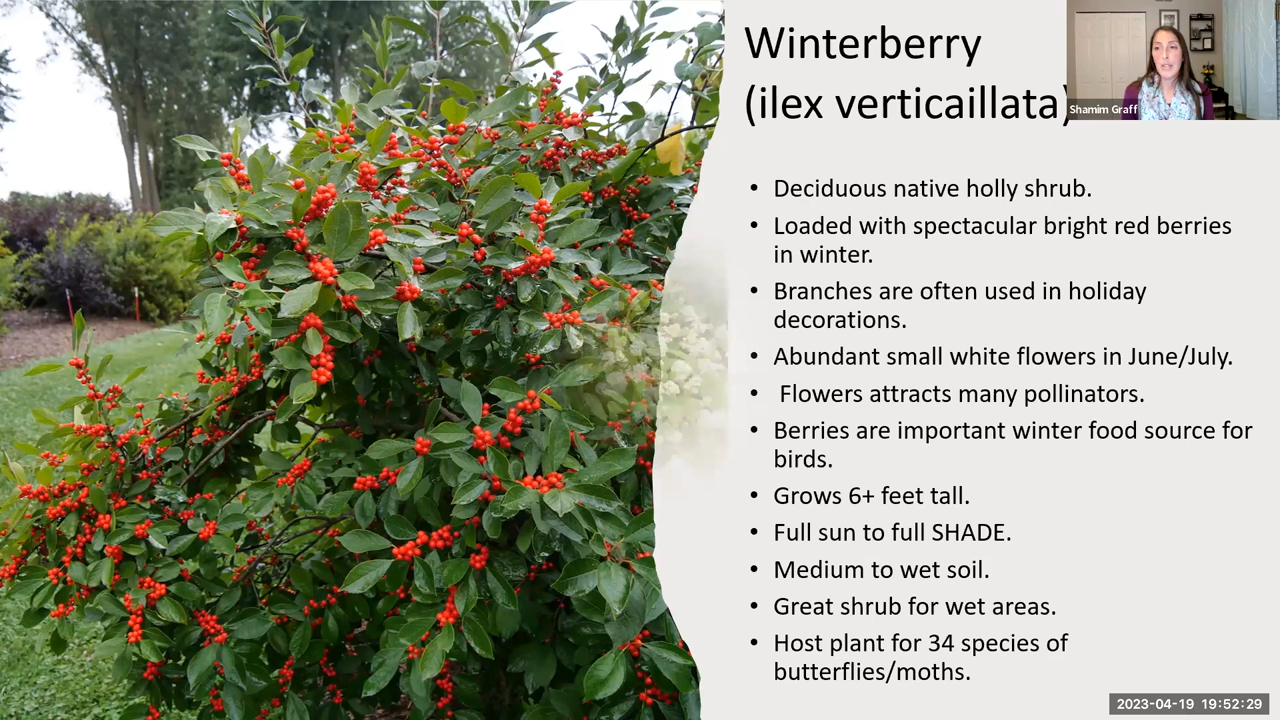 Winterberry
(ilex verticaillata)
Shamim Graff
• Deciduous native holly shrub.
• Loaded with spectacular bright red berries
in winter.
• Branches are often used in holiday
decorations.
• Abundant small white flowers in June/July.
• Flowers attracts many pollinators.
• Berries are important winter food source for
birds.
• Grows 6+ feet tall.
• Full sun to full SHADE.
• Medium to wet soil.
• Great shrub for wet areas.
• Host plant for 34 species of
butterflies/moths.
2023-04-19 19:52:29